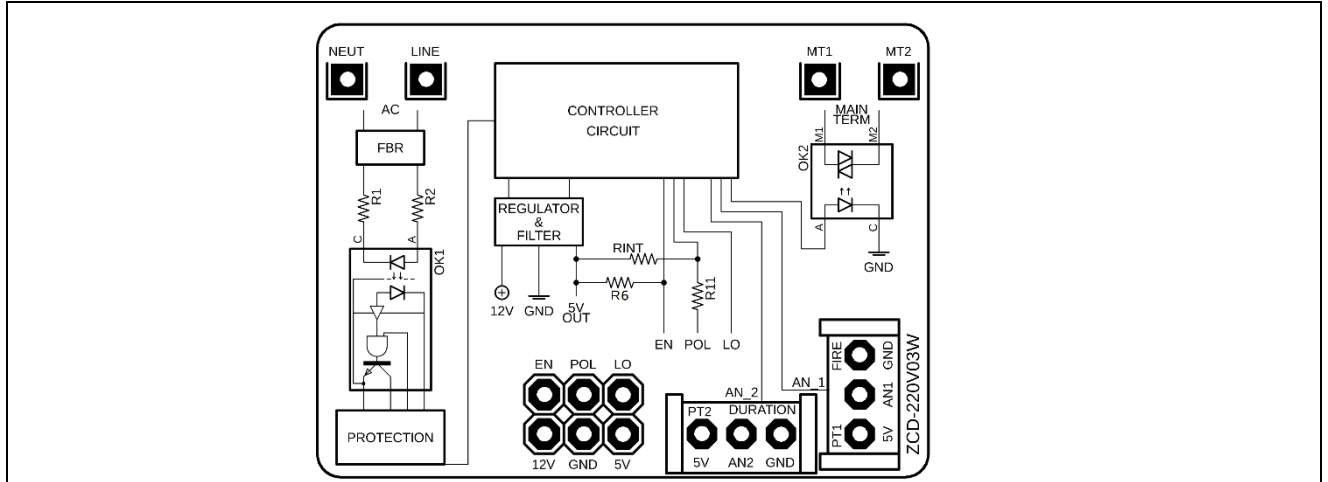 NEUT LINE
MT1 MT2
AC
MAIN
TERM
CONTROLLER
CIRCUIT
M1 M2
FBR
OK2
R1 R2
A C
GND
C A
OK1
REGULATOR
&
FILTER
RINT
R6
R11
12V GND 5V
OUT
EN POL LO
PROTECTION
EN POL LO
12V GND 5V
AN_2
AN_1
PT2 DURATION
5V AN2 GND
FIRE GND
AN1
PT1 5V
ZCD-220V03W